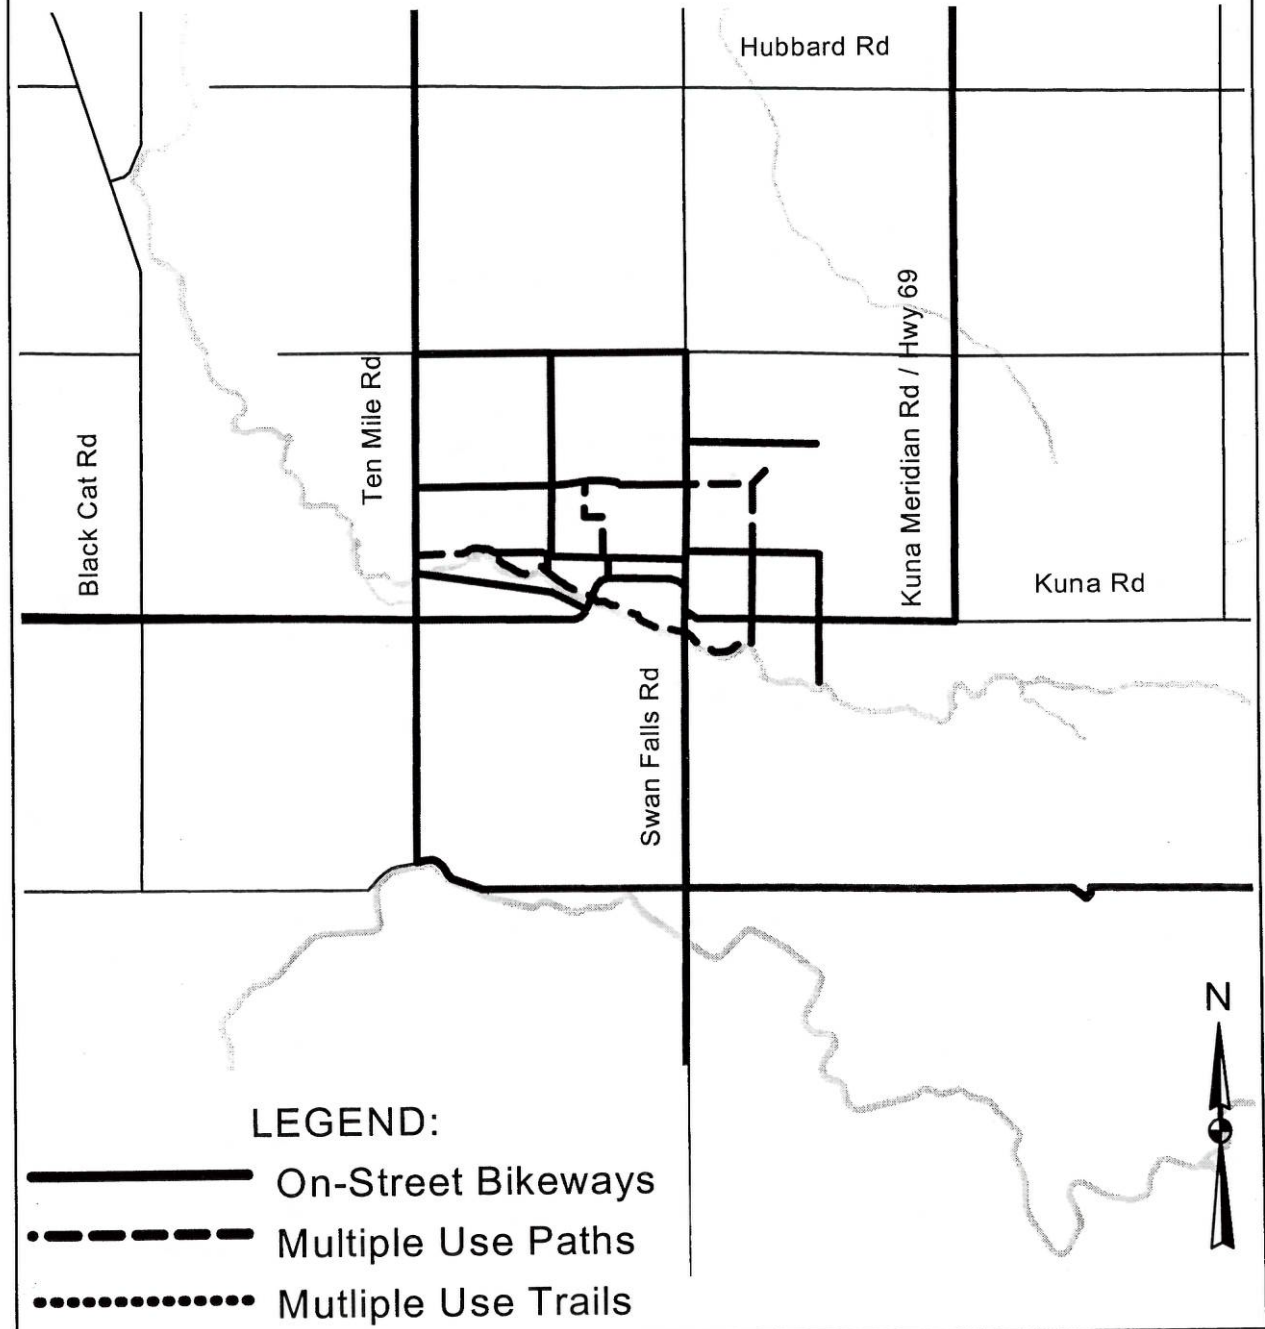 Hubbard Rd
Kuna Meridian Rd / Hwy 69
Ten Mile Rd
Black Cat Rd
Kuna Rd
Swan Falls Rd
N
LEGEND:
On-Street Bikeways
Multiple Use Paths
Mutliple Use Trails